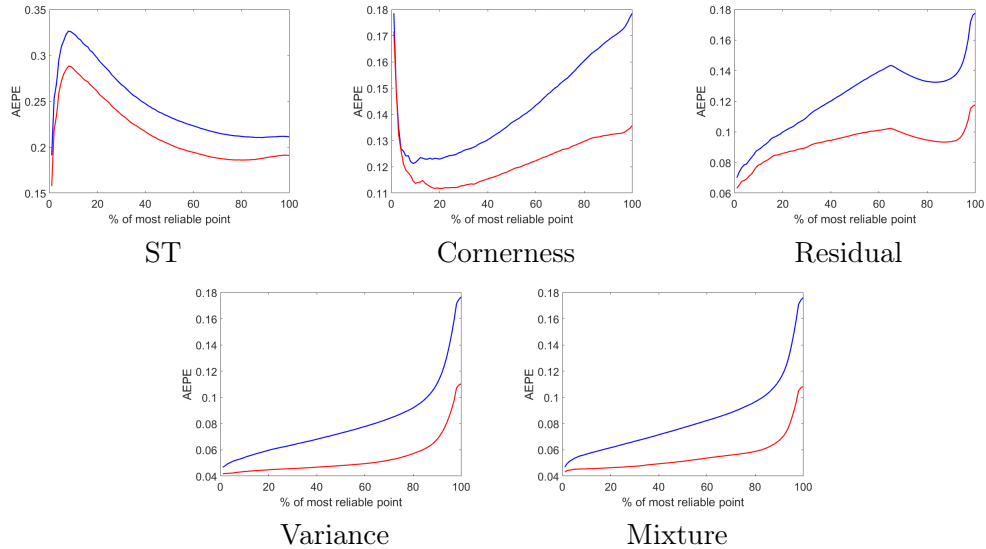 0.35
0.3
0.25
0.2
0.15
AEPE
0 20 40 60 80 100
% of most reliable point
ST
0.18
0.17
0.16
0.15
0.14
0.13
0.12
0.11
AEPE
0 20 40 60 80 100
% of most reliable point
Cornerness
0.18
0.16
0.14
0.12
0.1
0.08
0.06
AEPE
0 20 40 60 80 100
% of most reliable point
Residual
0.18
0.16
0.14
0.12
0.1
0.08
0.06
0.04
AEPE
0 20 40 60 80 100
% of most reliable point
Variance
0.18
0.16
0.14
0.12
0.1
0.08
0.06
0.04
AEPE
0 20 40 60 80 100
% of most reliable point
Mixture